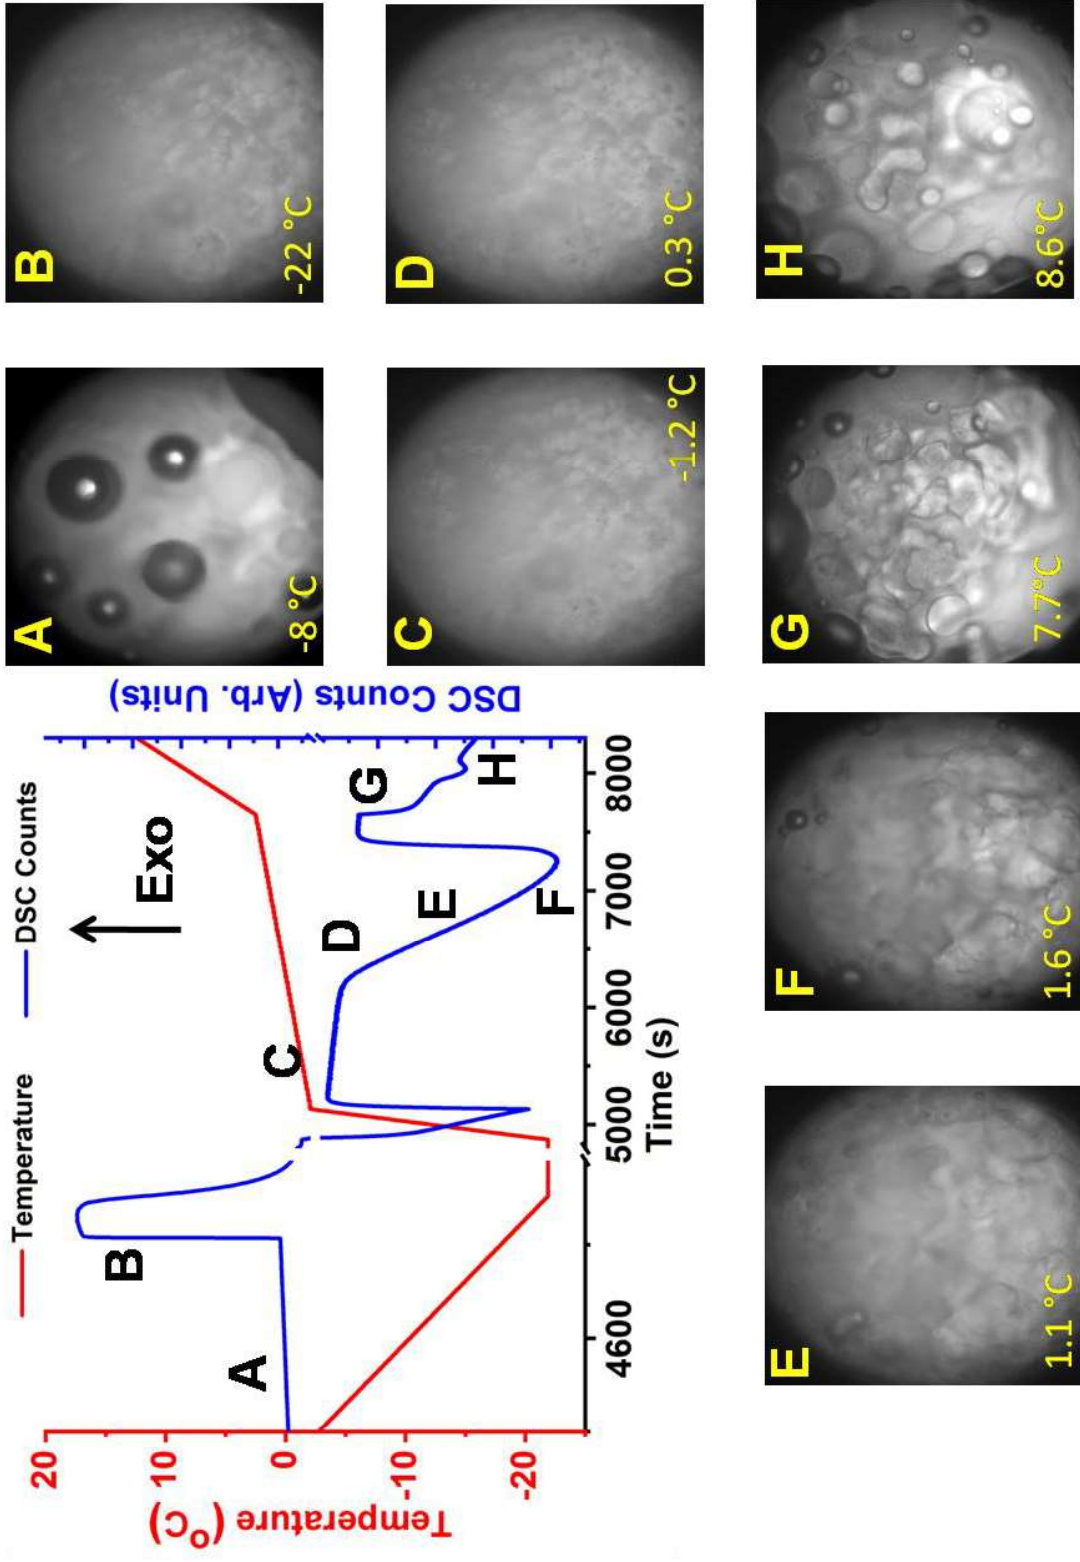 Temperature
DSC Counts
Exo
A
B
C
D
E
F
G
H
20
10
0
-10
-20
Temperature (°C)
4600
5000
6000
7000
8000
Time (s)
DSC Counts (Arb. Units)
A
-8 °C
B
-22 °C
C
-1.2 °C
D
0.3 °C
E
1.1 °C
F
1.6 °C
G
7.7°C
H
8.6°C